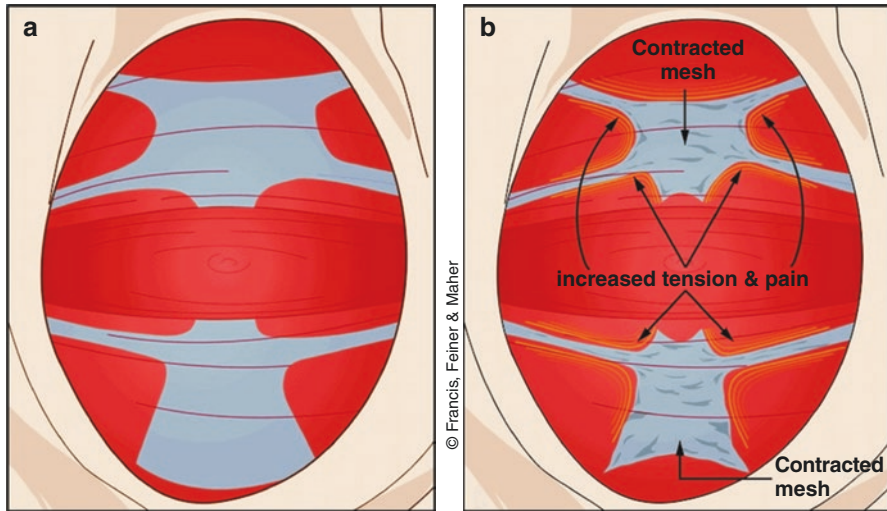 a
b
Contracted
mesh
increased tension & pain
Contracted
mesh
© Francis, Feiner & Maher